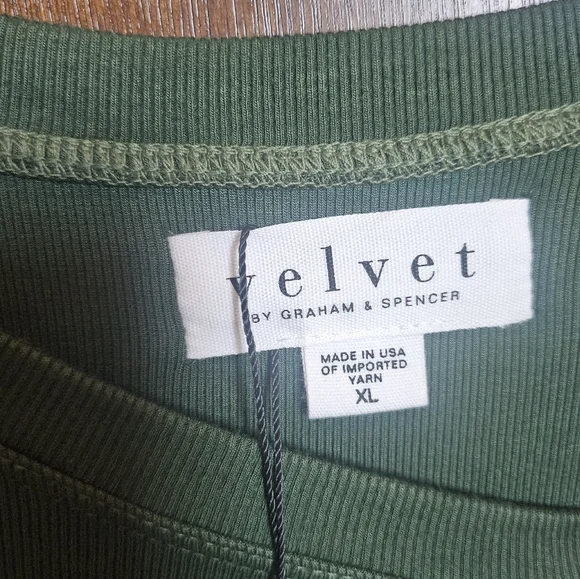 velvet
BY GRAHAM & SPENCER
MADE IN USA
OF IMPORTED
YARN
XL